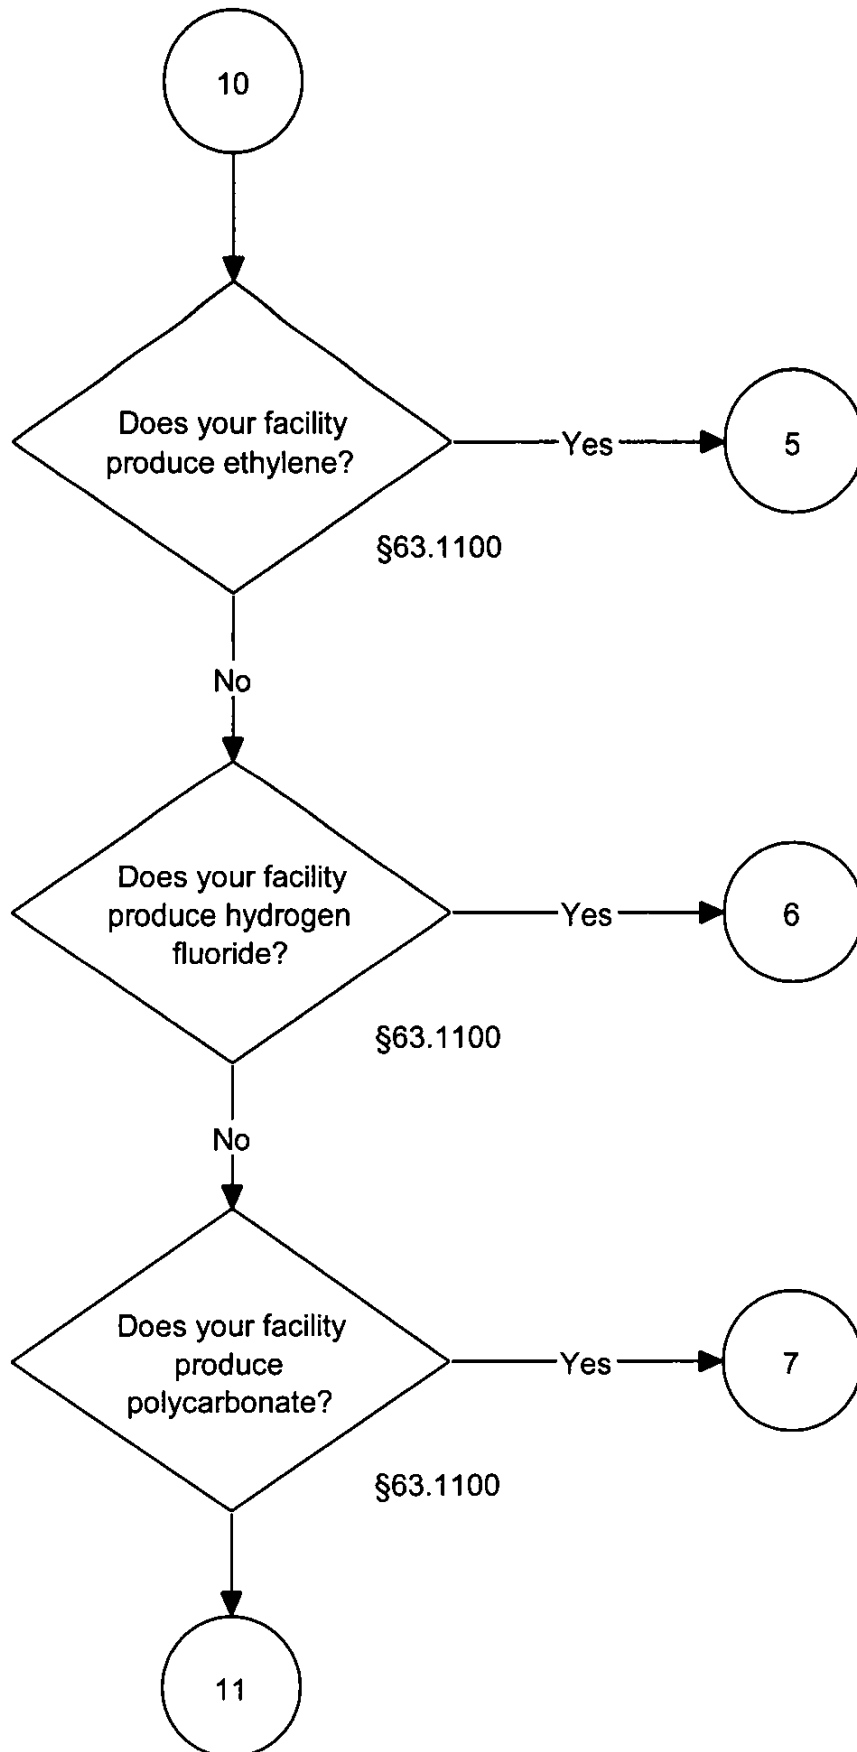 10
Does your facility
produce ethylene?
Yes
5
§63.1100
No
Does your facility
produce hydrogen
fluoride?
Yes
6
§63.1100
No
Does your facility
produce
polycarbonate?
Yes
7
§63.1100
11